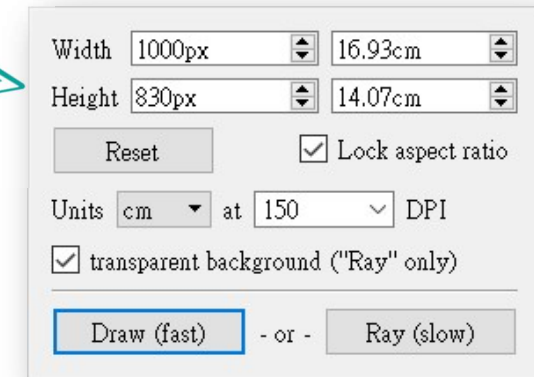 Width 1000px 16.93cm
Height 830px 14.07cm
Reset Lock aspect ratio
Units cm at 150 DPI
transparent background ("Ray" only)
Draw (fast) - or - Ray (slow)